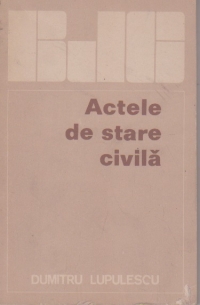 Actele
de stare
civilă
DUMITRU LUPULESCU